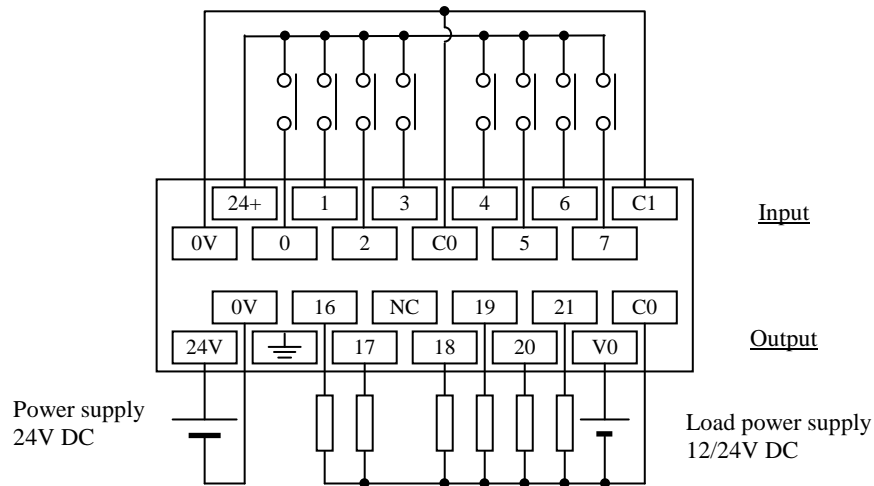 24+ 1 3 4 6 C1
Input
0V 0 2 C0 5 7
0V 16 NC 19 21 C0
Output
24V 17 18 20 V0
Power supply
24V DC
Load power supply
12/24V DC